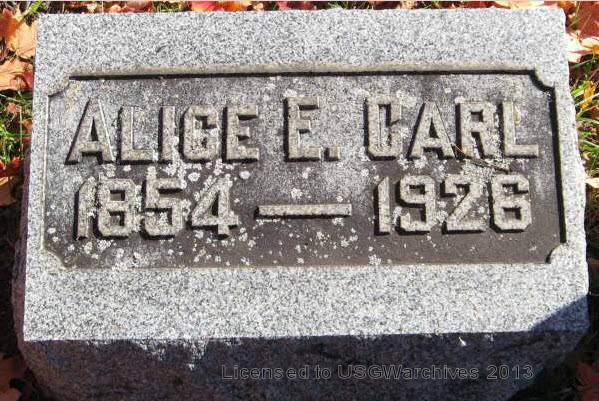 ALICE E. CARL
1854 — 1926
Licensed to USGWarchives 2013